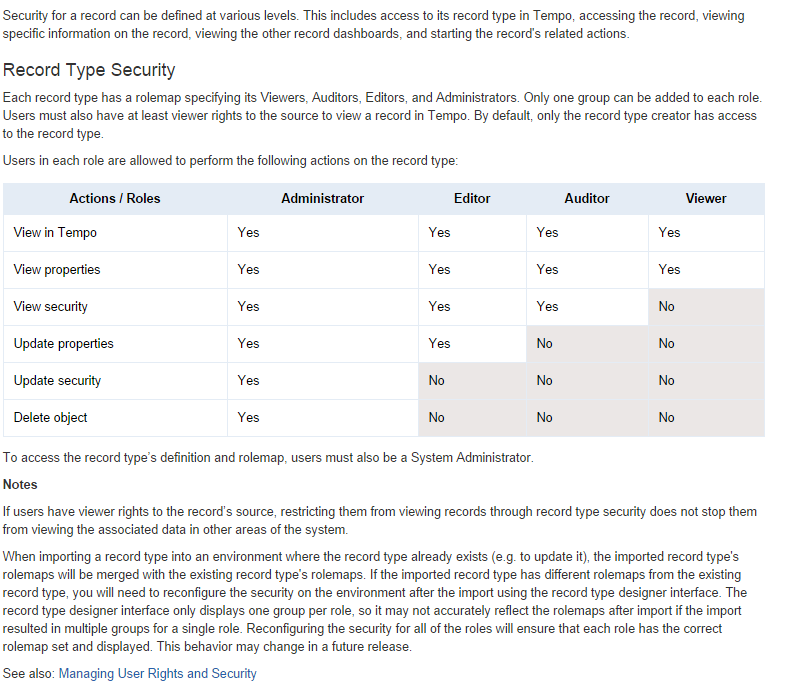 Security for a record can be defined at various levels. This includes access to its record type in Tempo, accessing the record, viewing
specific information on the record, viewing the other record dashboards, and starting the record's related actions.
Record Type Security
Each record type has a rolemap specifying its Viewers, Auditors, Editors, and Administrators. Only one group can be added to each role.
Users must also have at least viewer rights to the source to view a record in Tempo. By default, only the record type creator has access
to the record type.
Users in each role are allowed to perform the following actions on the record type:
Actions / Roles Administrator Editor Auditor Viewer
View in Tempo Yes Yes Yes Yes
View properties Yes Yes Yes Yes
View security Yes Yes Yes No
Update properties Yes Yes No No
Update security Yes No No No
Delete object Yes No No No
To access the record type's definition and rolemap, users must also be a System Administrator.
Notes
If users have viewer rights to the record's source, restricting them from viewing records through record type security does not stop them
from viewing the associated data in other areas of the system.
When importing a record type into an environment where the record type already exists (e.g. to update it), the imported record type's
rolemaps will be merged with the existing record type's rolemaps. If the imported record type has different rolemaps from the existing
record type, you will need to reconfigure the security on the environment after the import using the record type designer interface. The
record type designer interface only displays one group per role, so it may not accurately reflect the rolemaps after import if the import
resulted in multiple groups for a single role. Reconfiguring the security for all of the roles will ensure that each role has the correct
rolemap set and displayed. This behavior may change in a future release.
See also: Managing User Rights and Security